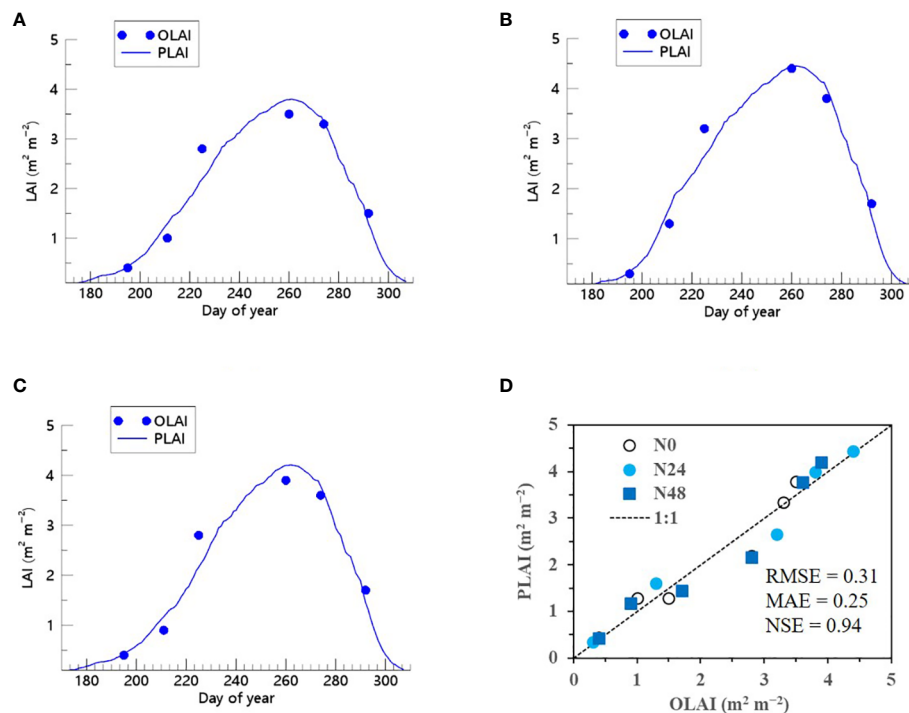 A
OLAI
PLAI
5
4
3
2
1
LAI (m² m⁻²)
180 200 220 240 260 280 300
Day of year
B
OLAI
PLAI
5
4
3
2
1
LAI (m² m⁻²)
180 200 220 240 260 280 300
Day of year
C
OLAI
PLAI
5
4
3
2
1
LAI (m² m⁻²)
180 200 220 240 260 280 300
Day of year
D
N0
N24
N48
1:1
5
4
3
2
1
0
PLAI (m² m⁻²)
RMSE = 0.31
MAE = 0.25
NSE = 0.94
0 1 2 3 4 5
OLAI (m² m⁻²)